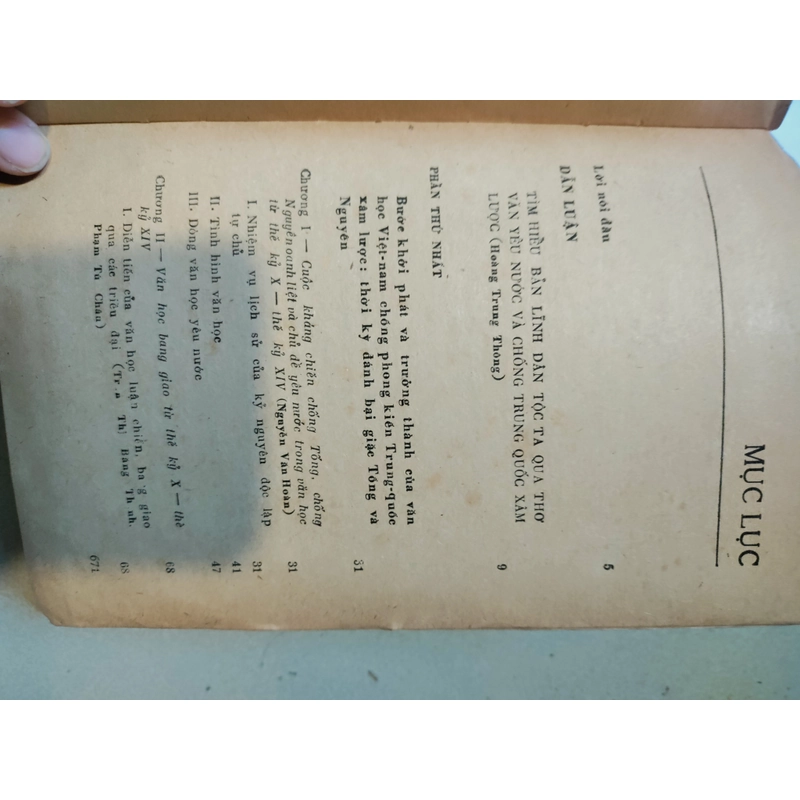 MỤC LỤC
Lời nói đầu 5
DẪN LUẬN
TÌM HIỂU BẢN LĨNH DÂN TỘC TA QUA THƠ
VĂN YÊU NƯỚC VÀ CHỐNG TRUNG QUỐC XÂM
LƯỢC (Hoàng Trung Thông) 9
PHẦN THỨ NHẤT
Bước khởi phát và trưởng thành của văn
học Việt-nam chống phong kiến Trung-quốc
xâm lược: thời kỳ đánh bại giặc Tống và
Nguyên 31
Chương I — Cuộc kháng chiến chống Tống, chống
Nguyên oanh liệt và chủ đề yêu nước trong văn học
từ thế kỷ X — thế kỷ XIV (Nguyễn Văn Hoàn) 31
I. Nhiệm vụ lịch sử của kỷ nguyên độc lập
tự chủ 31
II. Tình hình văn học 41
III. Dòng văn học yêu nước 47
Chương II — Văn học bang giao từ thế kỷ X — thế
kỷ XIV 68
I. Diễn tiến của văn học luận chiến, bang giao
qua các triều đại (Trần Thị Băng Thanh,
Phạm Tú Châu) 68
671